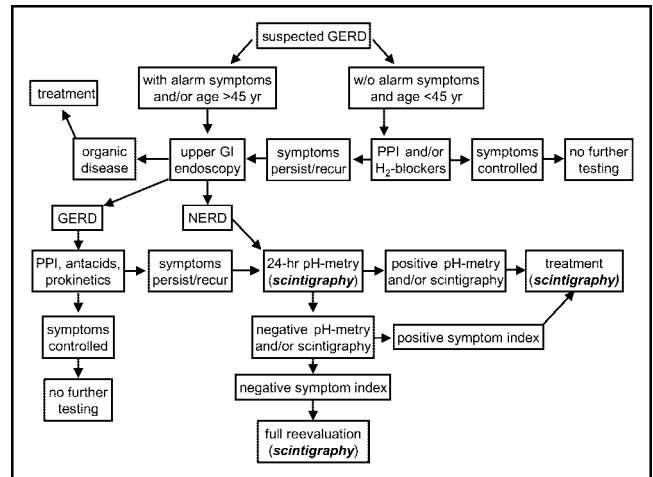 suspected GERD
with alarm symptoms
and/or age >45 yr
w/o alarm symptoms
and age <45 yr
treatment
organic
disease
upper GI
endoscopy
symptoms
persist/recur
PPI and/or
H₂-blockers
symptoms
controlled
no further
testing
GERD
NERD
PPI, antacids,
prokinetics
symptoms
persist/recur
24-hr pH-metry
(scintigraphy)
positive pH-metry
and/or scintigraphy
treatment
(scintigraphy)
symptoms
controlled
negative pH-metry
and/or scintigraphy
positive symptom index
no further
testing
negative symptom index
full reevaluation
(scintigraphy)